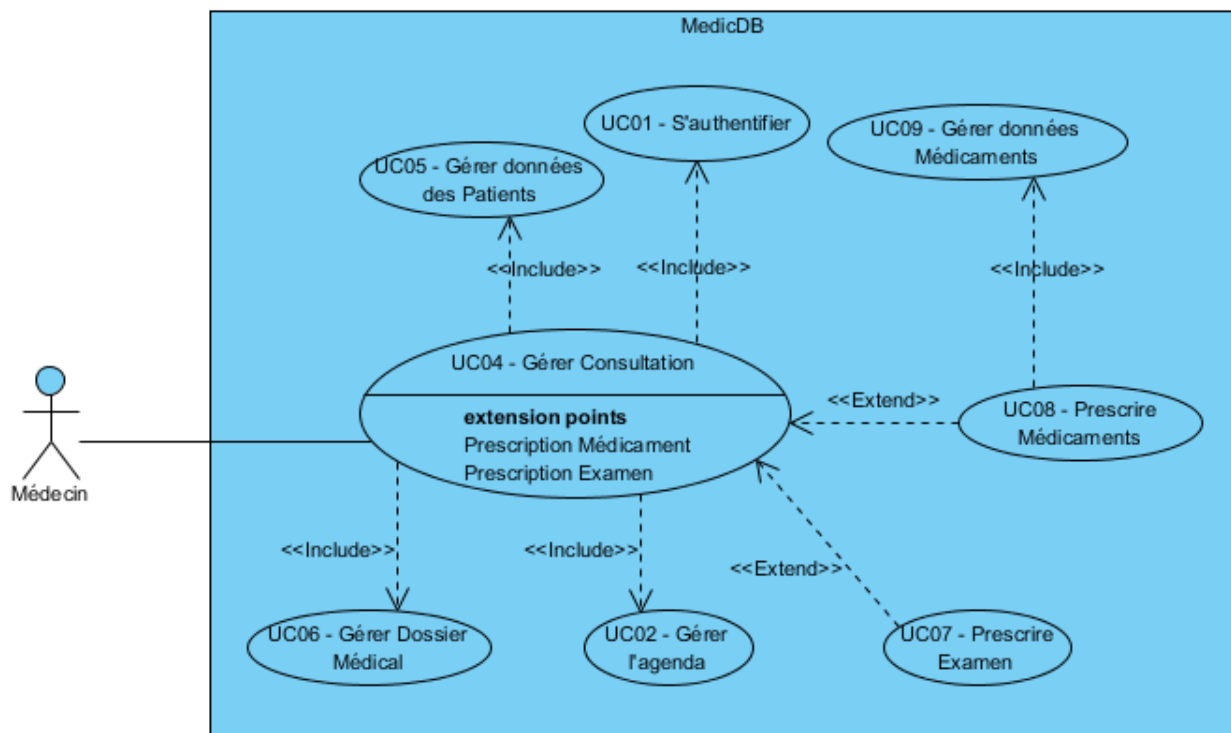 MedicDB
UC01 - S'authentifier
UC09 - Gérer données
Médicaments
UC05 - Gérer données
des Patients
<<Include>>
<<Include>>
<<Include>>
UC04 - Gérer Consultation
extension points
Prescription Médicament
Prescription Examen
<<Extend>>
UC08 - Prescrire
Médicaments
Médecin
<<Include>>
<<Include>>
<<Extend>>
UC06 - Gérer Dossier
Médical
UC02 - Gérer
l'agenda
UC07 - Prescrire
Examen